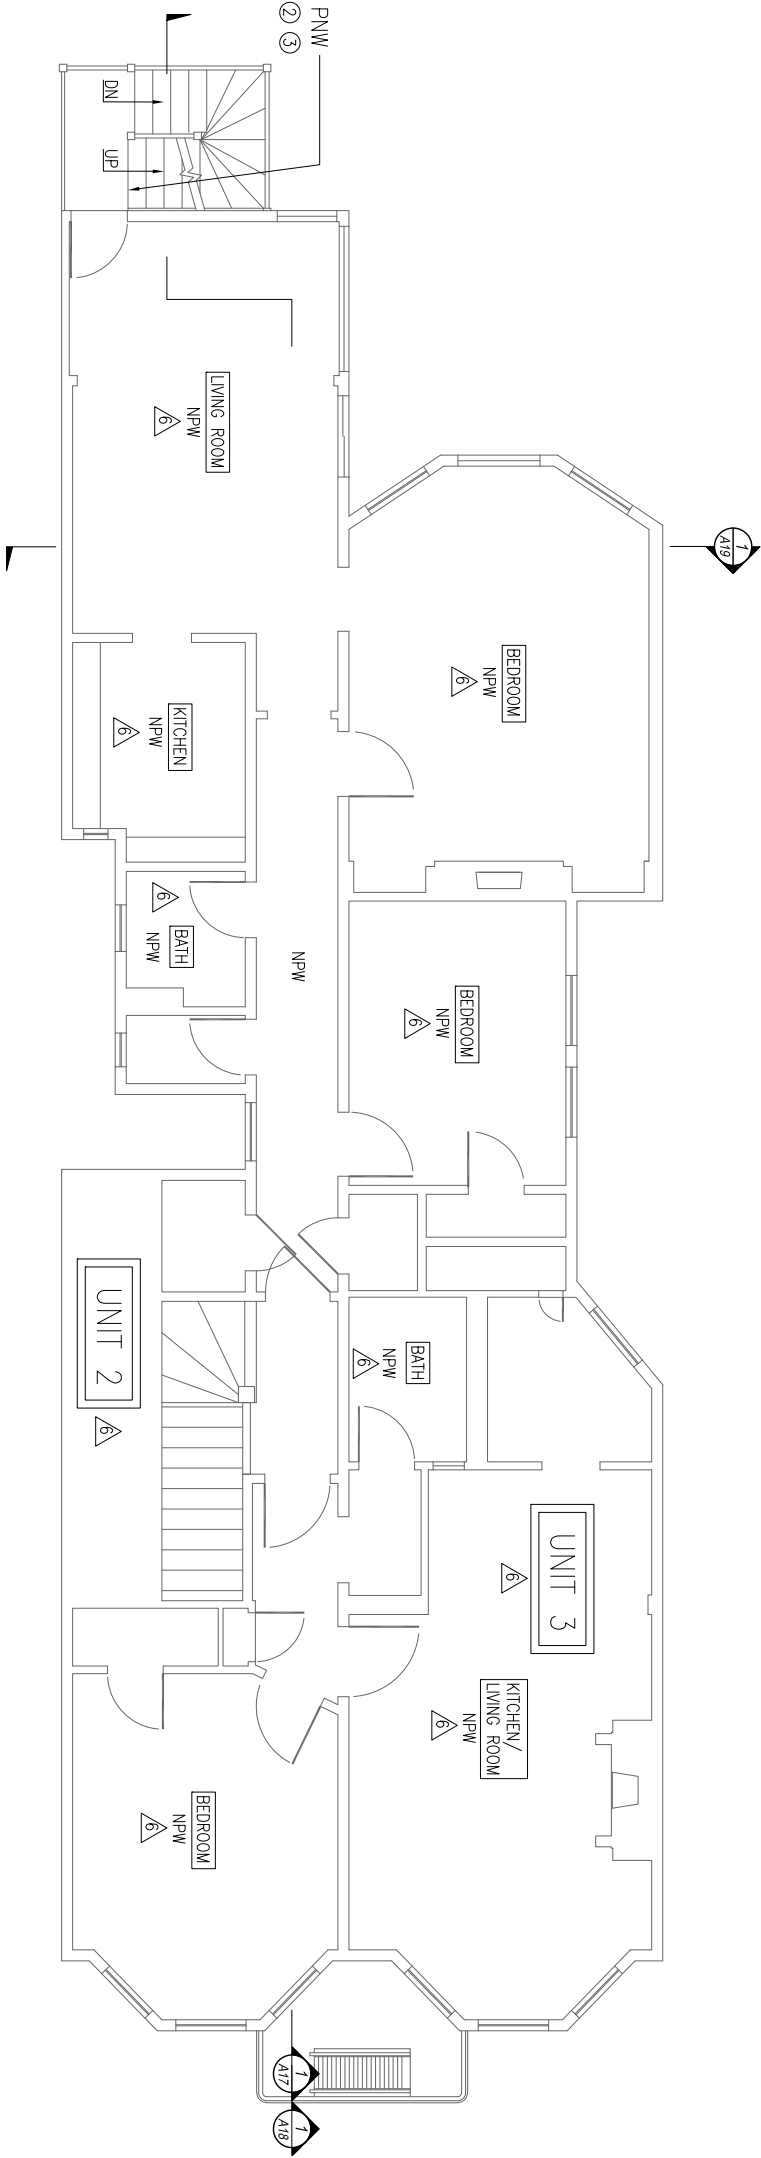 PNW
2 3
DN
UP
1
A19
LIVING ROOM
NPW
6
BEDROOM
NPW
6
KITCHEN
NPW
6
BATH
NPW
6
NPW
BEDROOM
NPW
6
UNIT 2
6
BATH
NPW
6
UNIT 3
6
KITCHEN/
LIVING ROOM
NPW
6
BEDROOM
NPW
6
1
A17
1
A18